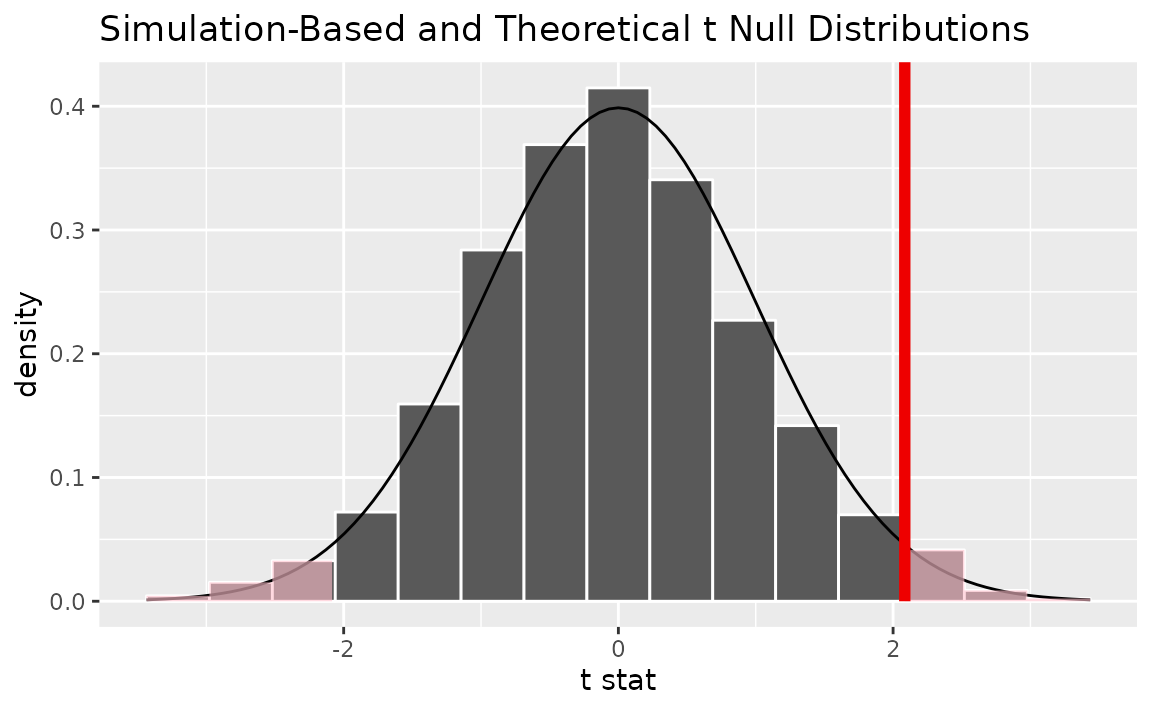 Simulation-Based and Theoretical t Null Distributions
0.4
0.3
0.2
0.1
0.0
density
-2 0 2
t stat